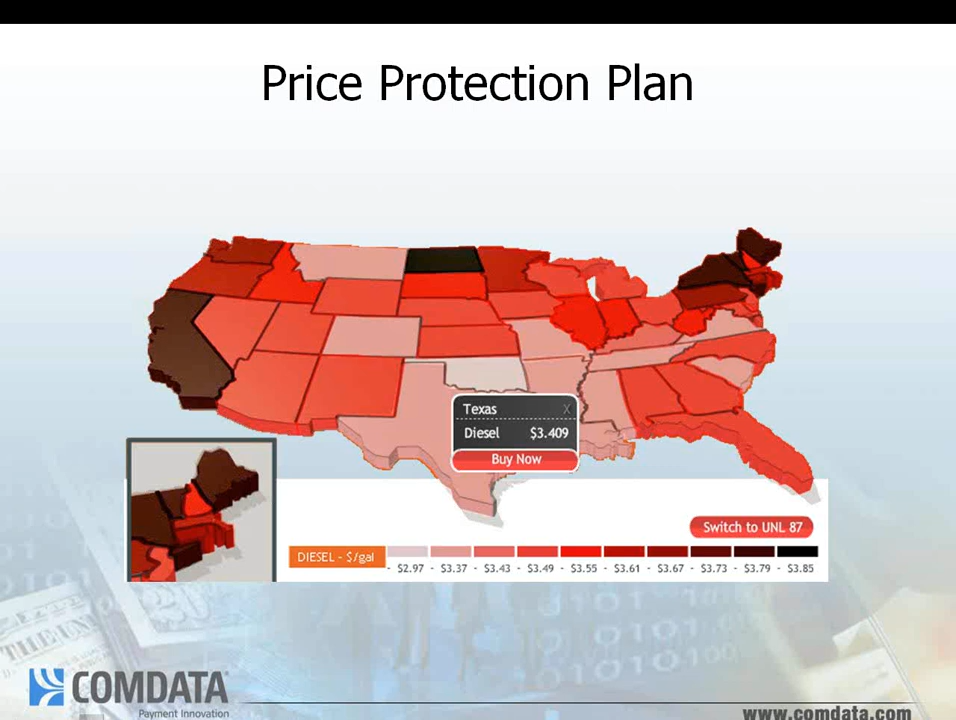 Price Protection Plan
Texas X
Diesel $3.409
Buy Now
Switch to UNL 87
DIESEL - $/gal
- $2.97 - $3.37 - $3.43 - $3.49 - $3.55 - $3.61 - $3.67 - $3.73 - $3.79 - $3.85
COMDATA
Payment Innovation
www.comdata.com